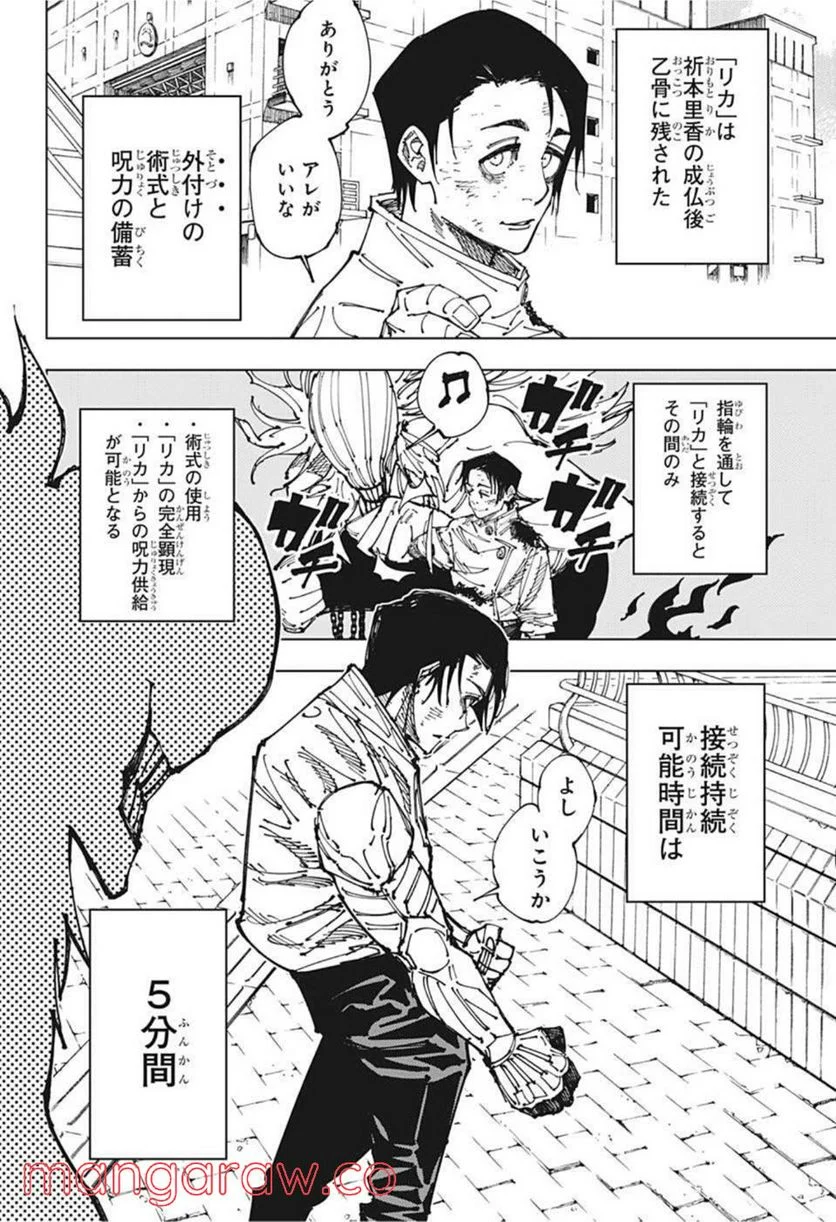 「リカ」は
祈本里香の成仏後
乙骨に残された
ありがとう
アレが
いいな
外付けの
術式と
呪力の備蓄
指輪を通して
「リカ」と接続すると
その間のみ
♫
ガチ
ガチ
・術式の使用
・「リカ」の完全顕現
・「リカ」からの呪力供給
が可能となる
接続持続
可能時間は
よし
いこうか
5分間
mangaraw.co